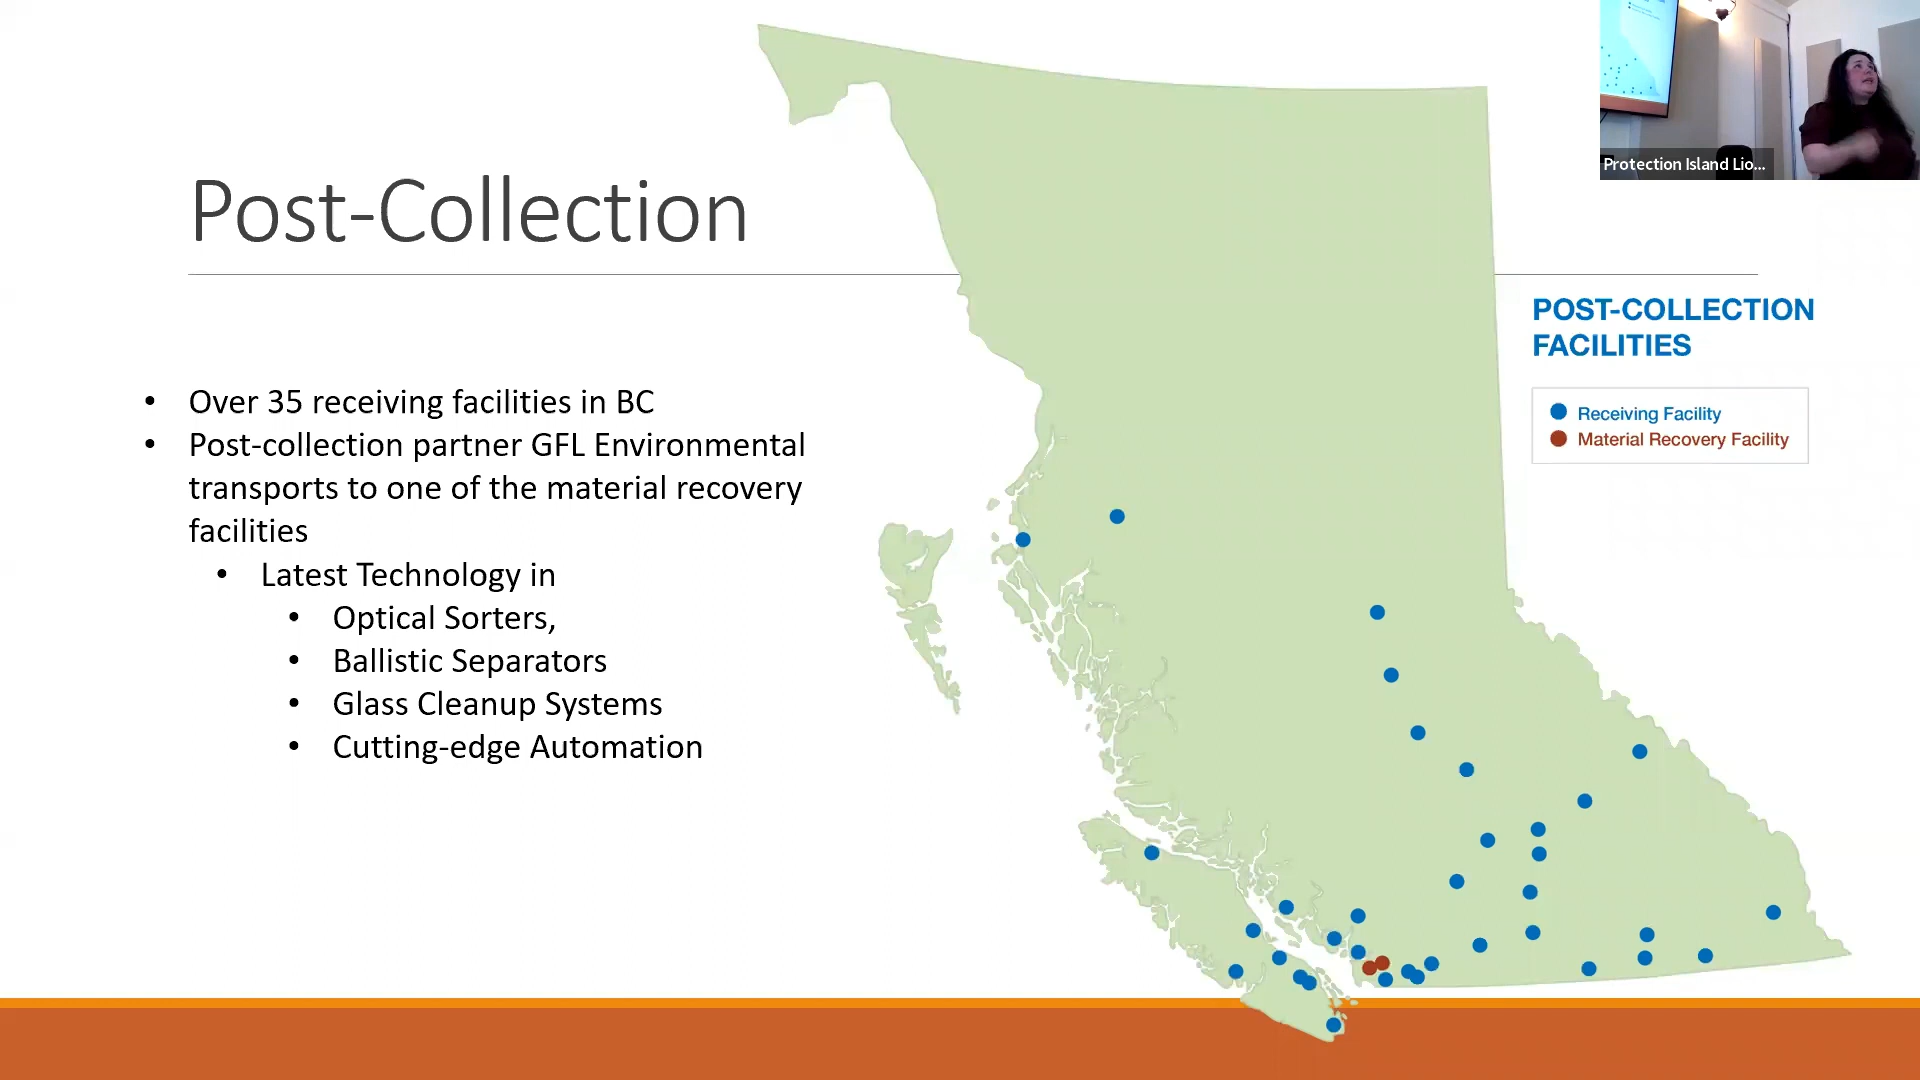 Protection Island Lio...
Post-Collection
POST-COLLECTION
FACILITIES
Receiving Facility
Material Recovery Facility
• Over 35 receiving facilities in BC
• Post-collection partner GFL Environmental
transports to one of the material recovery
facilities
• Latest Technology in
• Optical Sorters,
• Ballistic Separators
• Glass Cleanup Systems
• Cutting-edge Automation